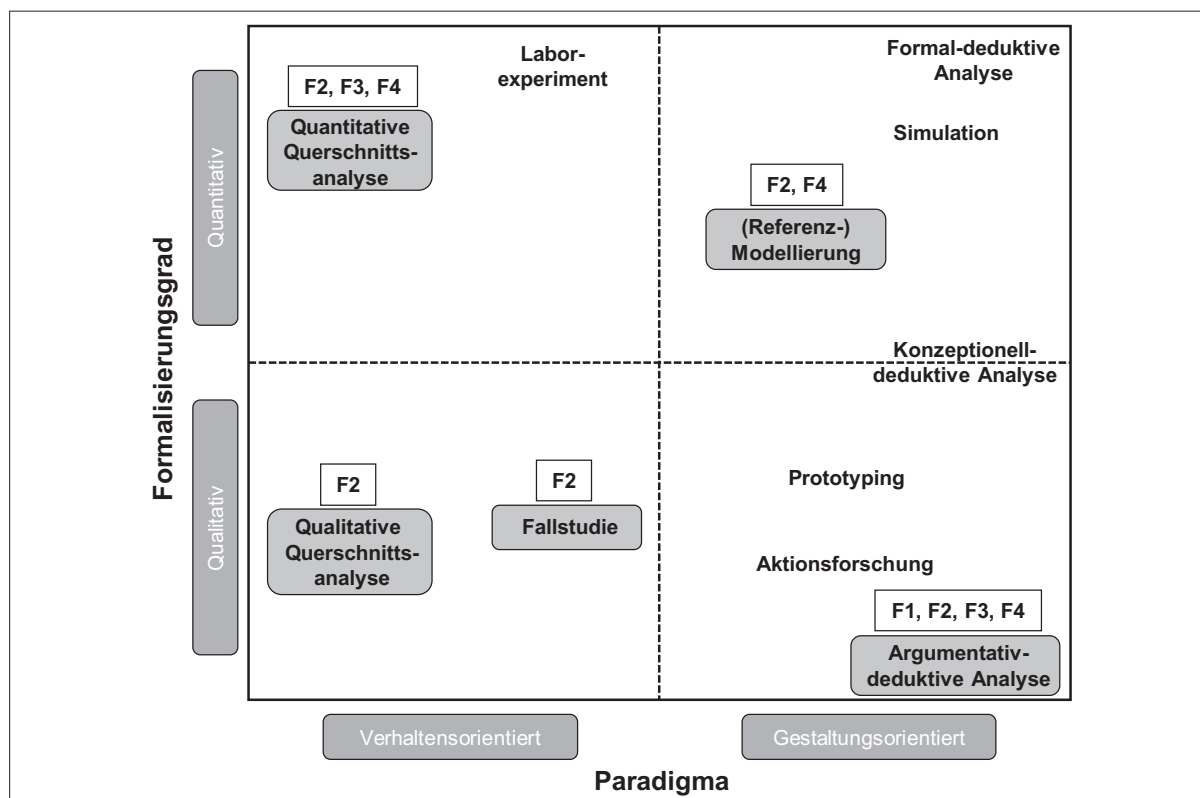 Labor-
experiment
Formal-deduktive
Analyse
F2, F3, F4
Quantitative
Querschnitts-
analyse
Simulation
F2, F4
(Referenz-)
Modellierung
Quantitativ
Formalisierungsgrad
Konzeptionell-
deduktive Analyse
Qualitativ
F2
Qualitative
Querschnitts-
analyse
F2
Fallstudie
Prototyping
Aktionsforschung
F1, F2, F3, F4
Argumentativ-
deduktive Analyse
Verhaltensorientiert
Gestaltungsorientiert
Paradigma